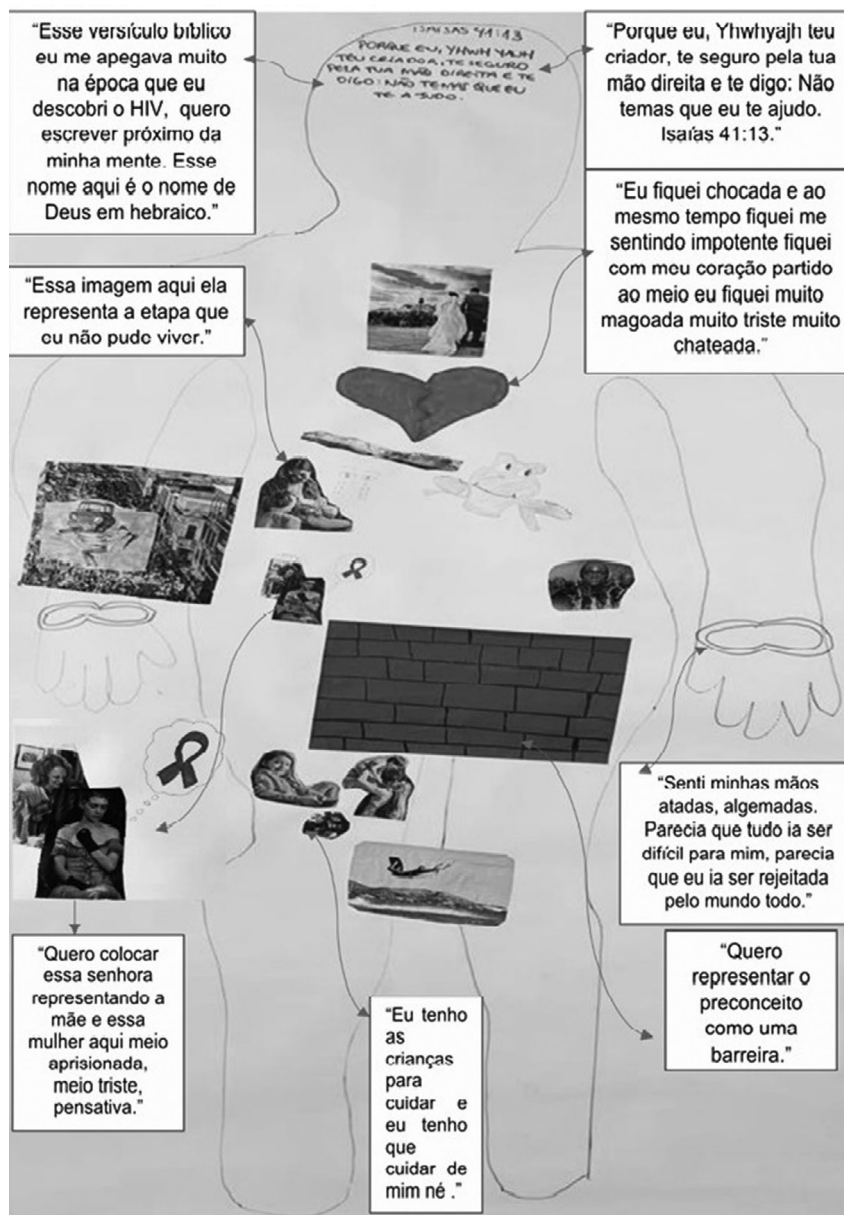 “Esse versículo bíblico
eu me apegava muito
na época que eu
descobri o HIV, quero
escrever próximo da
minha mente. Esse
nome aqui é o nome de
Deus em hebraico.”
ISAISAS 41:13
PORQUE EU, YHWH YAUH
TEU CRIADOR, TE SEGURO
PELA TUA MÃO DIREITA E TE
DIGO: NÃO TEMAS QUE EU
TE AJUDO.
“Porque eu, Yhwhyajh teu
criador, te seguro pela tua
mão direita e te digo: Não
temas que eu te ajudo.
Isaías 41:13.”
“Eu fiquei chocada e ao
mesmo tempo fiquei me
sentindo impotente fiquei
com meu coração partido
ao meio eu fiquei muito
magoada muito triste muito
chateada.”
“Essa imagem aqui ela
representa a etapa que
eu não pude viver.”
“Senti minhas mãos
atadas, algemadas.
Parecia que tudo ia ser
difícil para mim, parecia
que eu ia ser rejeitada
pelo mundo todo.”
“Quero colocar
essa senhora
representando a
mãe e essa
mulher aqui meio
aprisionada,
meio triste,
pensativa.”
“Eu tenho
as
crianças
para
cuidar e
eu tenho
que
cuidar de
mim né .”
“Quero
representar o
preconceito
como uma
barreira.”